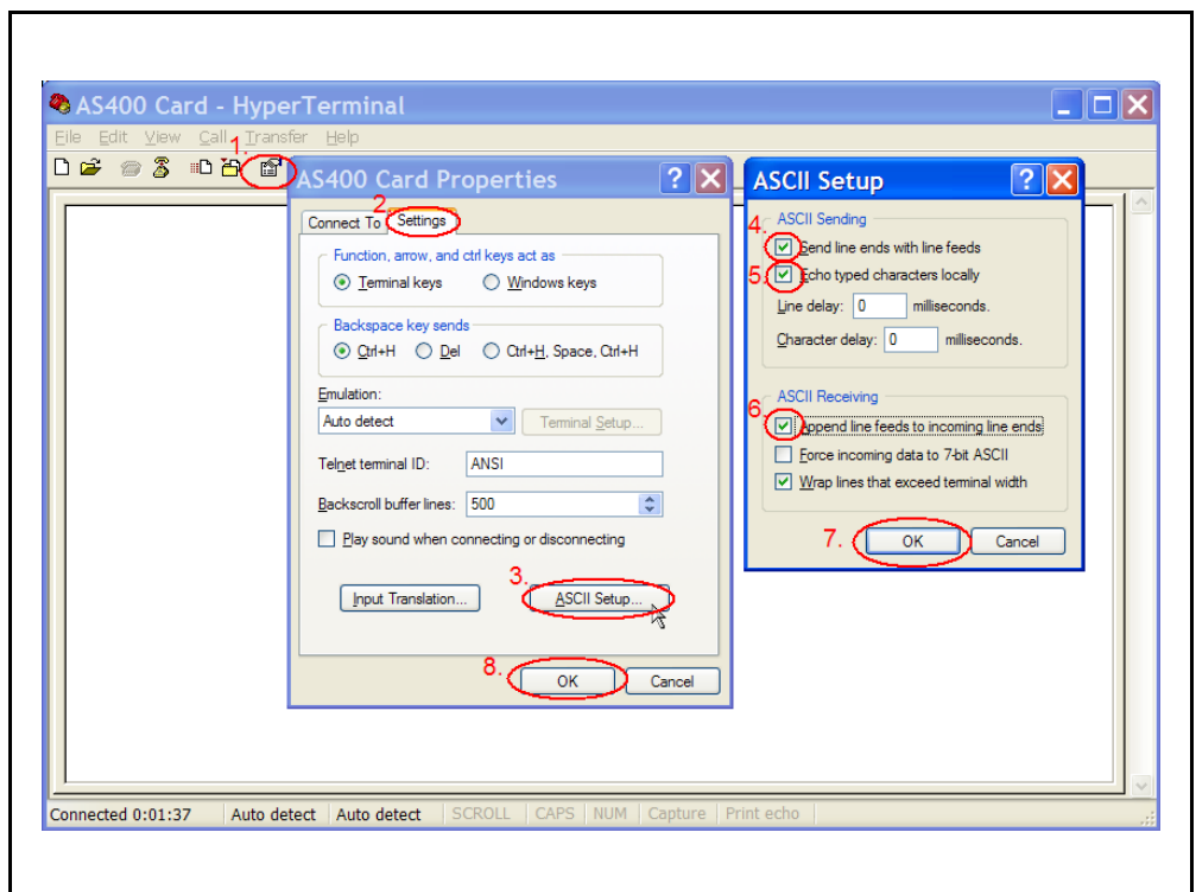 AS400 Card - HyperTerminal
File Edit View Call Transfer Help
1.
AS400 Card Properties
2.
Connect To Settings
Function, arrow, and ctrl keys act as
Terminal keys Windows keys
Backspace key sends
Ctrl+H Del Ctrl+H, Space, Ctrl+H
Emulation:
Auto detect Terminal Setup...
Telnet terminal ID: ANSI
Backscroll buffer lines: 500
Play sound when connecting or disconnecting
3.
Input Translation... ASCII Setup...
8. OK Cancel
ASCII Setup
ASCII Sending
4. Send line ends with line feeds
5. Echo typed characters locally
Line delay: 0 milliseconds.
Character delay: 0 milliseconds.
ASCII Receiving
6. Append line feeds to incoming line ends
Force incoming data to 7-bit ASCII
Wrap lines that exceed terminal width
7. OK Cancel
Connected 0:01:37 Auto detect Auto detect SCROLL CAPS NUM Capture Print echo